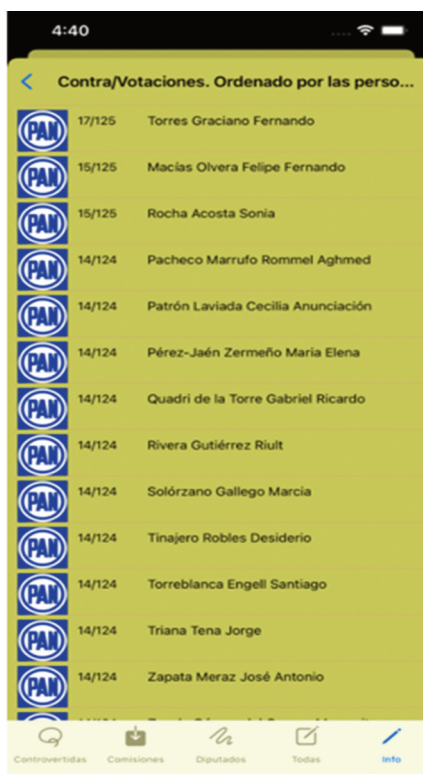 4:40
Contra/Votaciones. Ordenado por las perso...
PAN 17/125 Torres Graciano Fernando
PAN 15/125 Macías Olvera Felipe Fernando
PAN 15/125 Rocha Acosta Sonia
PAN 14/124 Pacheco Marrufo Rommel Aghmed
PAN 14/124 Patrón Laviada Cecilia Anunciación
PAN 14/124 Pérez-Jaén Zermeño Maria Elena
PAN 14/124 Quadri de la Torre Gabriel Ricardo
PAN 14/124 Rivera Gutiérrez Riult
PAN 14/124 Solórzano Gallego Marcia
PAN 14/124 Tinajero Robles Desiderio
PAN 14/124 Torreblanca Engell Santiago
PAN 14/124 Triana Tena Jorge
PAN 14/124 Zapata Meraz José Antonio
Controvertidas Comisiones Diputados Todas Info